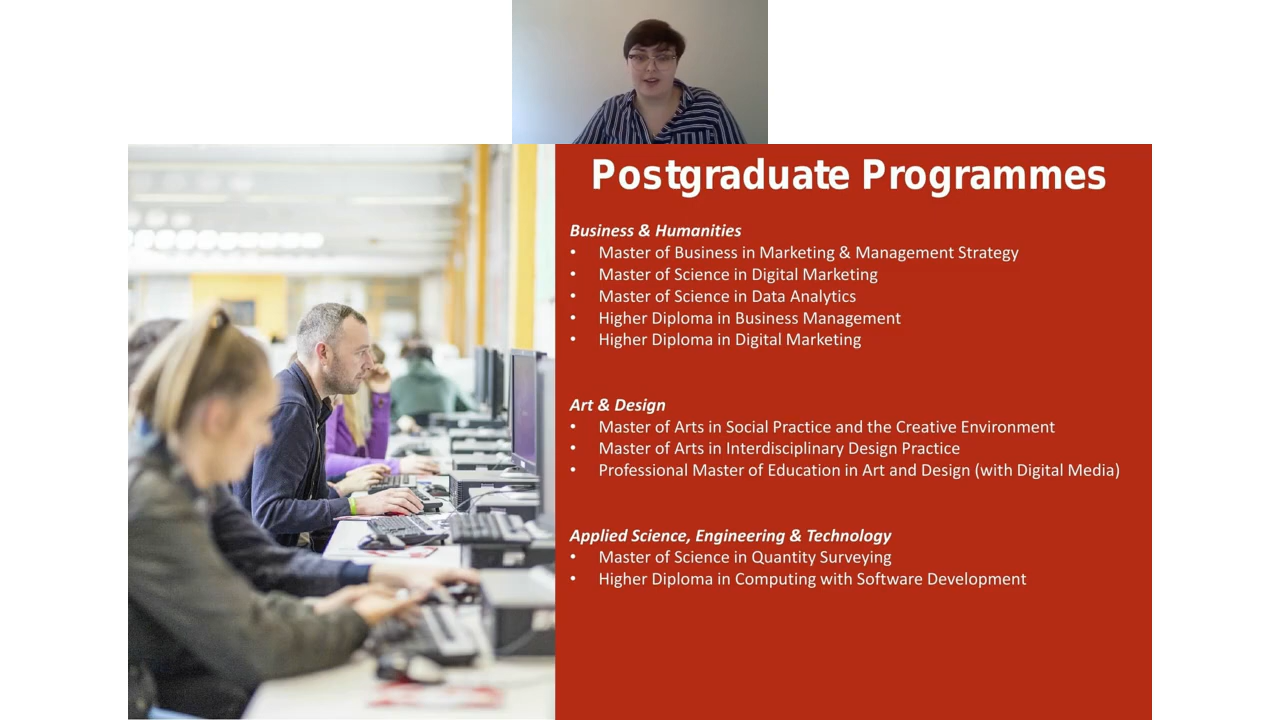 Postgraduate Programmes
Business & Humanities
• Master of Business in Marketing & Management Strategy
• Master of Science in Digital Marketing
• Master of Science in Data Analytics
• Higher Diploma in Business Management
• Higher Diploma in Digital Marketing
Art & Design
• Master of Arts in Social Practice and the Creative Environment
• Master of Arts in Interdisciplinary Design Practice
• Professional Master of Education in Art and Design (with Digital Media)
Applied Science, Engineering & Technology
• Master of Science in Quantity Surveying
• Higher Diploma in Computing with Software Development